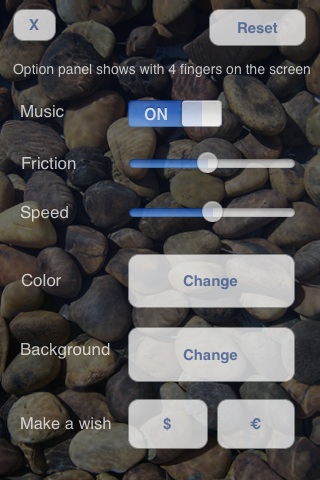 X
Reset
Option panel shows with 4 fingers on the screen
Music
ON
Friction
Speed
Color
Change
Background
Change
Make a wish
$
€